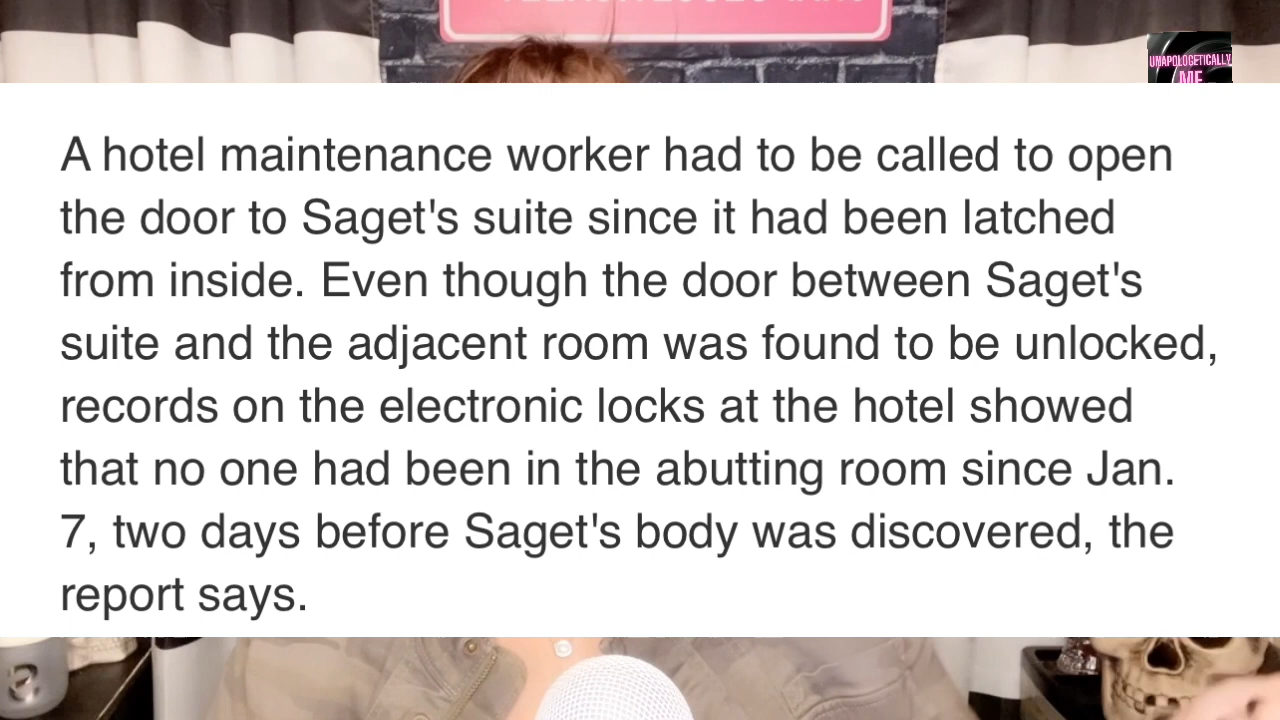 UNAPOLOGETICALLY
ME
A hotel maintenance worker had to be called to open
the door to Saget's suite since it had been latched
from inside. Even though the door between Saget's
suite and the adjacent room was found to be unlocked,
records on the electronic locks at the hotel showed
that no one had been in the abutting room since Jan.
7, two days before Saget's body was discovered, the
report says.